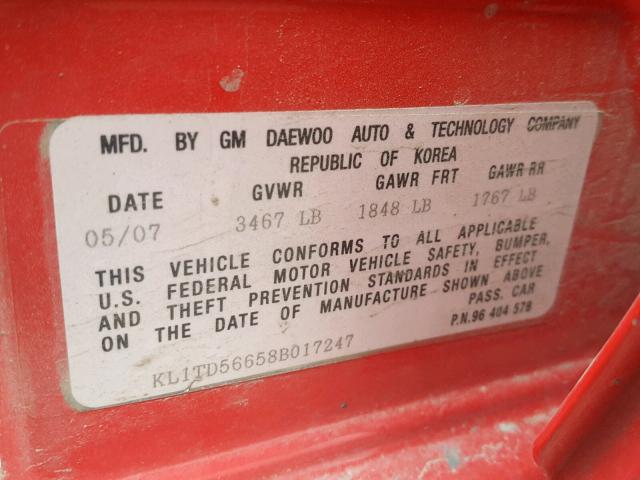 MFD. BY GM DAEWOO AUTO & TECHNOLOGY COMPANY
REPUBLIC OF KOREA
DATE GVWR GAWR FRT GAWR RR
05/07 3467 LB 1848 LB 1767 LB
THIS VEHICLE CONFORMS TO ALL APPLICABLE
U.S. FEDERAL MOTOR VEHICLE SAFETY, BUMPER,
AND THEFT PREVENTION STANDARDS IN EFFECT
ON THE DATE OF MANUFACTURE SHOWN ABOVE
PASS. CAR
P.N.96 404 578
KL1TD56658B017247